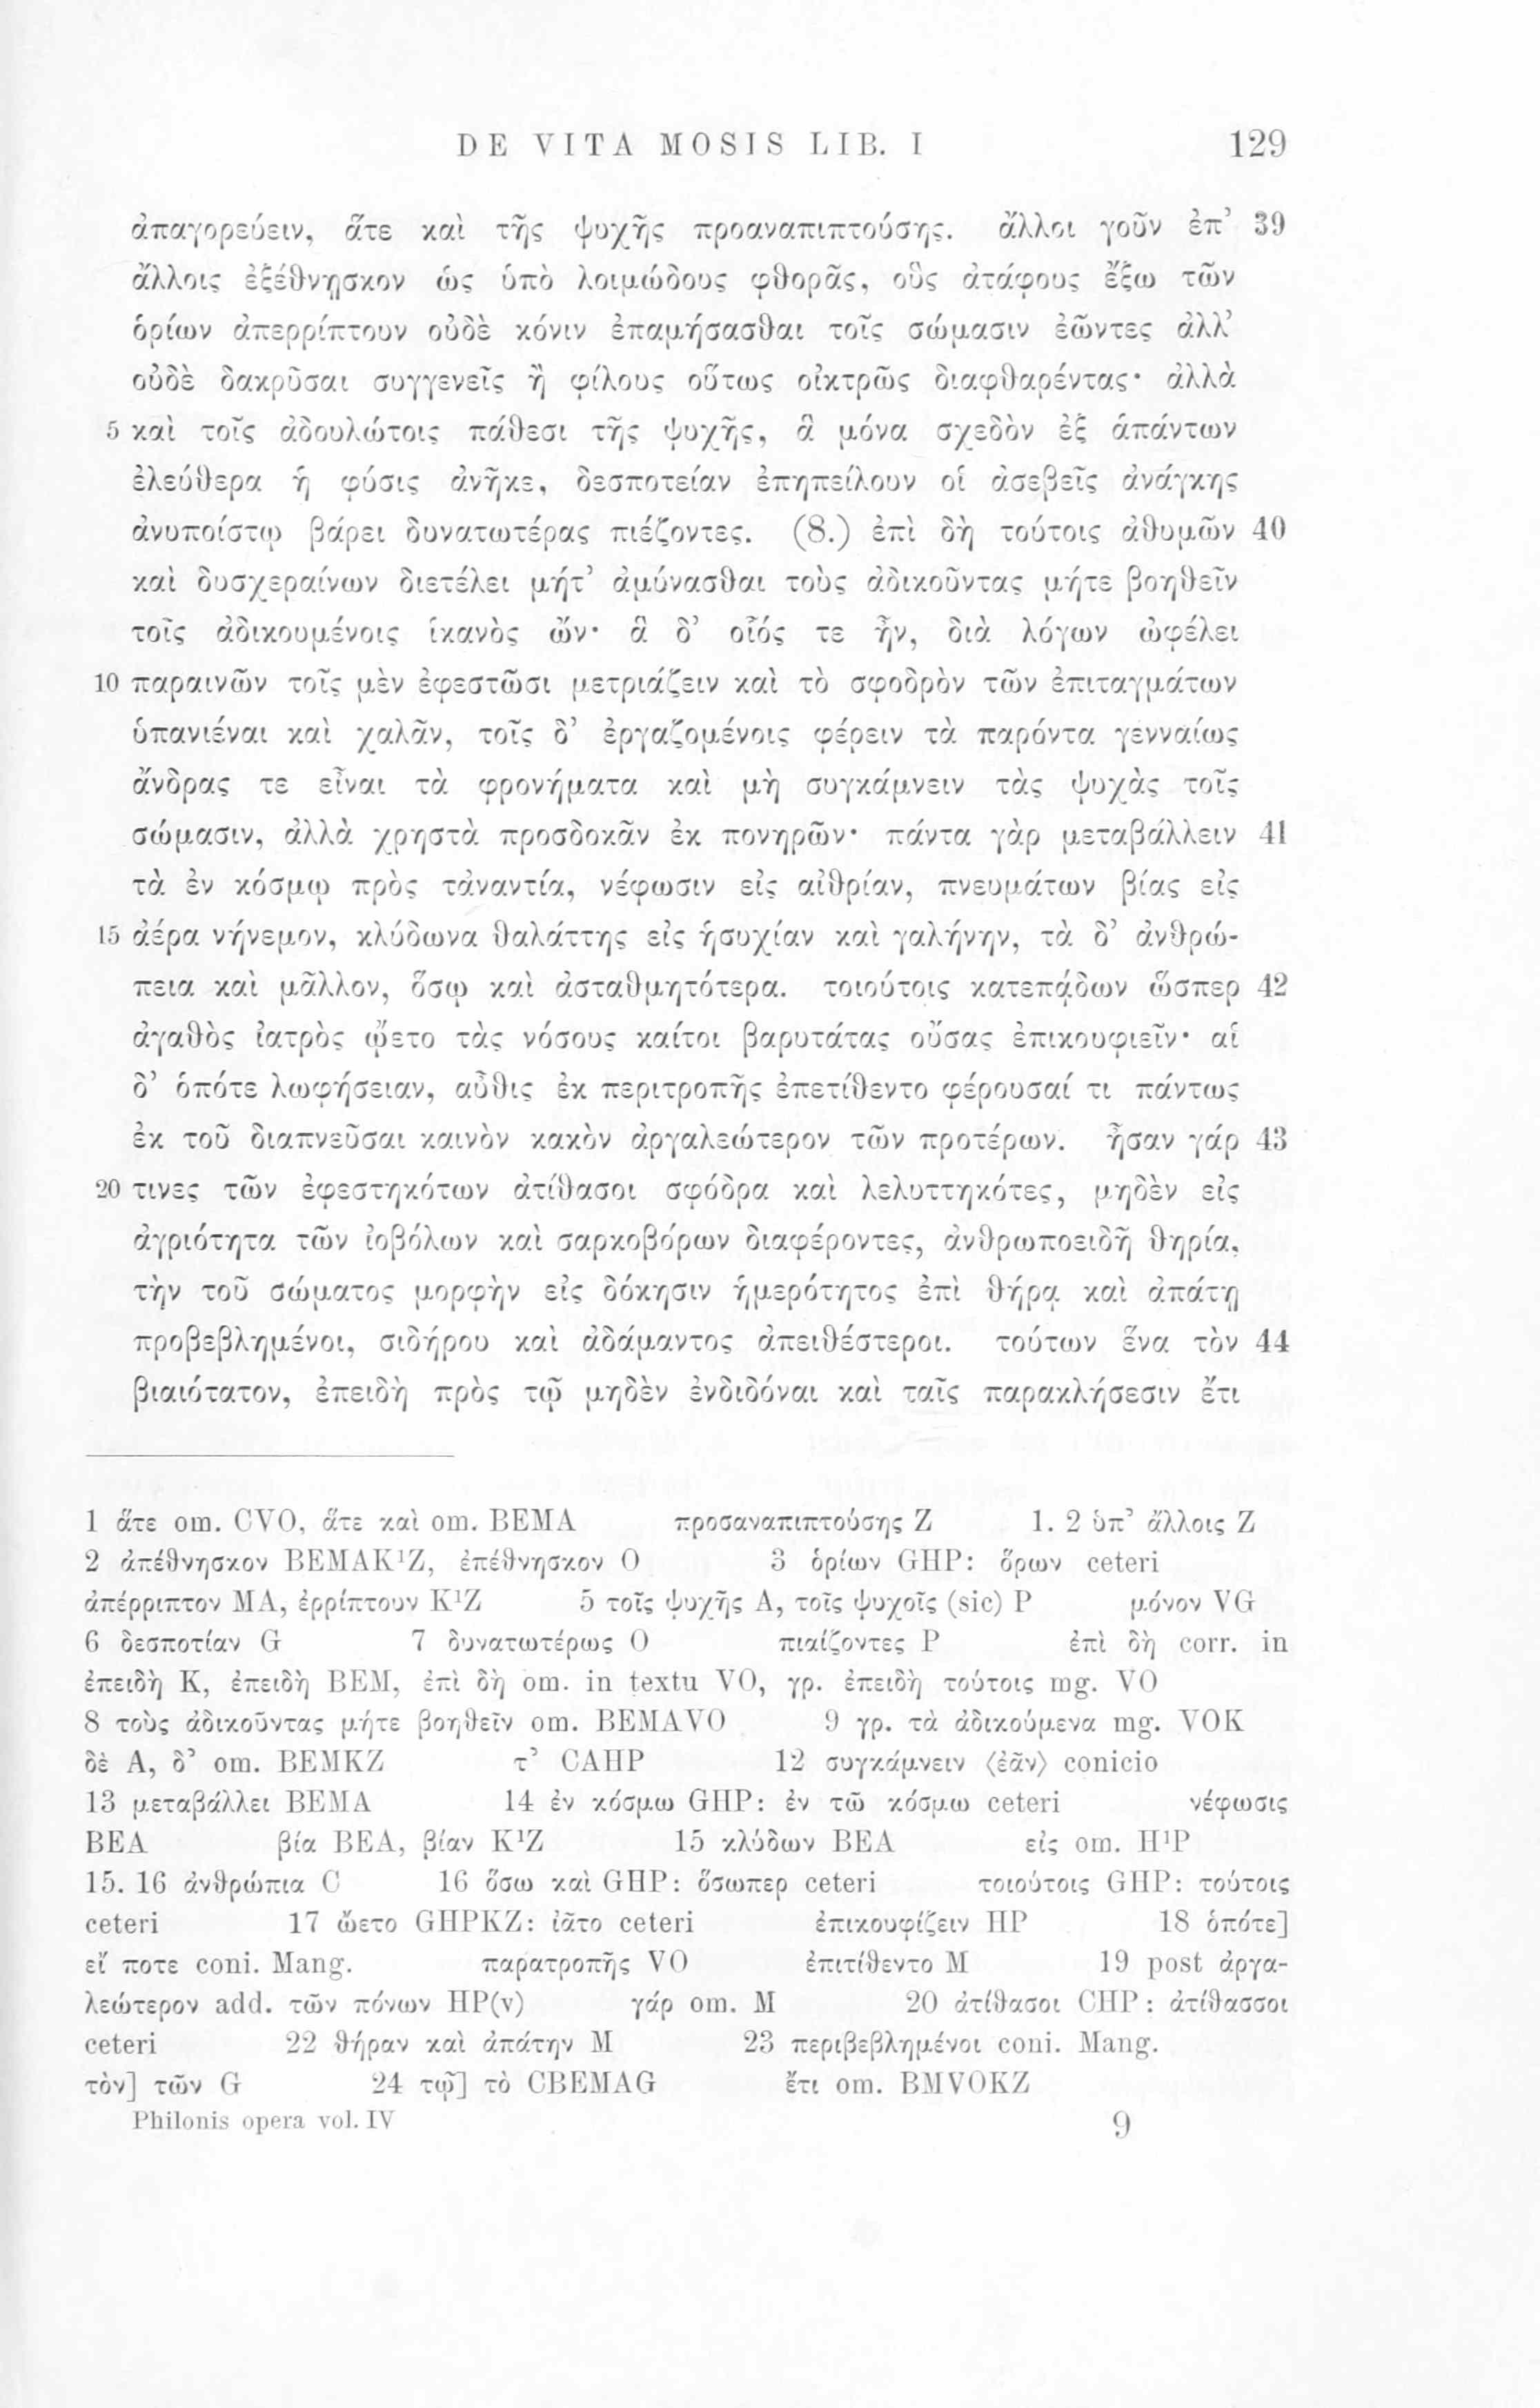 DE VITA MOSIS LIB. I 129
ἀπαγορεύειν, ἅτε καὶ τῆς ψυχῆς προαναπιπτούσης. ἄλλοι γοῦν ἐπ’ 39
ἄλλοις ἐξέθνῃσκον ὡς ὑπὸ λοιμώδους φθορᾶς, οὓς ἀτάφους ἔξω τῶν
ὁρίων ἀπερρίπτουν οὐδὲ κόνιν ἐπαμήσασθαι τοῖς σώμασιν ἐῶντες ἀλλ’
οὐδὲ δακρῦσαι συγγενεῖς ἢ φίλους οὕτως οἰκτρῶς διαφθαρέντας· ἀλλὰ
5 καὶ τοῖς ἀδουλώτοις πάθεσι τῆς ψυχῆς, ἃ μόνα σχεδὸν ἐξ ἁπάντων
ἐλεύθερα ἡ φύσις ἀνῆκε, δεσποτείαν ἐπηπείλουν οἱ ἀσεβεῖς ἀνάγκης
ἀνυποίστῳ βάρει δυνατωτέρας πιέζοντες. (8.) ἐπὶ δὴ τούτοις ἀθυμῶν 40
καὶ δυσχεραίνων διετέλει μήτ’ ἀμύνασθαι τοὺς ἀδικοῦντας μήτε βοηθεῖν
τοῖς ἀδικουμένοις ἱκανὸς ὤν· ἃ δ’ οἷός τε ἦν, διὰ λόγων ὠφέλει
10 παραινῶν τοῖς μὲν ἐφεστῶσι μετριάζειν καὶ τὸ σφοδρὸν τῶν ἐπιταγμάτων
ὑπανιέναι καὶ χαλᾶν, τοῖς δ’ ἐργαζομένοις φέρειν τὰ παρόντα γενναίως
ἄνδρας τε εἶναι τὰ φρονήματα καὶ μὴ συγκάμνειν τὰς ψυχὰς τοῖς
σώμασιν, ἀλλὰ χρηστὰ προσδοκᾶν ἐκ πονηρῶν· πάντα γὰρ μεταβάλλειν 41
τὰ ἐν κόσμῳ πρὸς τἀναντία, νέφωσιν εἰς αἰθρίαν, πνευμάτων βίας εἰς
15 ἀέρα νήνεμον, κλύδωνα θαλάττης εἰς ἡσυχίαν καὶ γαλήνην, τὰ δ’ ἀνθρώ-
πεια καὶ μᾶλλον, ὅσῳ καὶ ἀσταθμητότερα. τοιούτοις κατεπᾴδων ὥσπερ 42
ἀγαθὸς ἰατρὸς ᾤετο τὰς νόσους καίτοι βαρυτάτας οὔσας ἐπικουφιεῖν· αἱ
δ’ ὁπότε λωφήσειαν, αὖθις ἐκ περιτροπῆς ἐπετίθεντο φέρουσαί τι πάντως
ἐκ τοῦ διαπνεῦσαι καινὸν κακὸν ἀργαλεώτερον τῶν προτέρων. ἦσαν γάρ 43
20 τινες τῶν ἐφεστηκότων ἀτίθασοι σφόδρα καὶ λελυττηκότες, μηδὲν εἰς
ἀγριότητα τῶν ἰοβόλων καὶ σαρκοβόρων διαφέροντες, ἀνθρωποειδῆ θηρία,
τὴν τοῦ σώματος μορφὴν εἰς δόκησιν ἡμερότητος ἐπὶ θήρᾳ καὶ ἀπάτῃ
προβεβλημένοι, σιδήρου καὶ ἀδάμαντος ἀπειθέστεροι. τούτων ἕνα τὸν 44
βιαιότατον, ἐπειδὴ πρὸς τῷ μηδὲν ἐνδιδόναι καὶ ταῖς παρακλήσεσιν ἔτι
1 ἅτε om. CVO, ἅτε καὶ om. BEMA προσαναπιπτούσης Z 1. 2 ὑπ’ ἄλλοις Z
2 ἀπέθνησκον BEMAK¹Z, ἐπέθνησκον O 3 ὁρίων GHP: ὅρων ceteri
ἀπέρριπτον MA, ἐρρίπτουν K¹Z 5 τοῖς ψυχῆς A, τοῖς ψυχοῖς (sic) P μόνον VG
6 δεσποτίαν G 7 δυνατωτέρως O πιαίζοντες P ἐπὶ δὴ corr. in
ἐπειδὴ K, ἐπειδὴ BEM, ἐπὶ δὴ om. in textu VO, γρ. ἐπειδὴ τούτοις mg. VO
8 τοὺς ἀδικοῦντας μήτε βοηθεῖν om. BEMAVO 9 γρ. τὰ ἀδικούμενα mg. VOK
δὲ A, δ’ om. BEMKZ τ’ CAHP 12 συγκάμνειν ⟨ἐᾶν⟩ conicio
13 μεταβάλλει BEMA 14 ἐν κόσμω GHP: ἐν τῶ κόσμω ceteri νέφωσις
BEA βία BEA, βίαν K¹Z 15 κλύδων BEA εἰς om. H¹P
15. 16 ἀνθρώπια C 16 ὅσω καὶ GHP: ὅσωπερ ceteri τοιούτοις GHP: τούτοις
ceteri 17 ὤετο GHPKZ: ἰᾶτο ceteri ἐπικουφίζειν HP 18 ὁπότε]
εἴ ποτε coni. Mang. παρατροπῆς VO ἐπιτίθεντο M 19 post ἀργα-
λεώτερον add. τῶν πόνων HP(v) γάρ om. M 20 ἀτίθασοι CHP: ἀτίθασσοι
ceteri 22 θήραν καὶ ἀπάτην M 23 περιβεβλημένοι coni. Mang.
τὸν] τῶν G 24 τῷ] τὸ CBEMAG ἔτι om. BMVOKZ
Philonis opera vol. IV 9